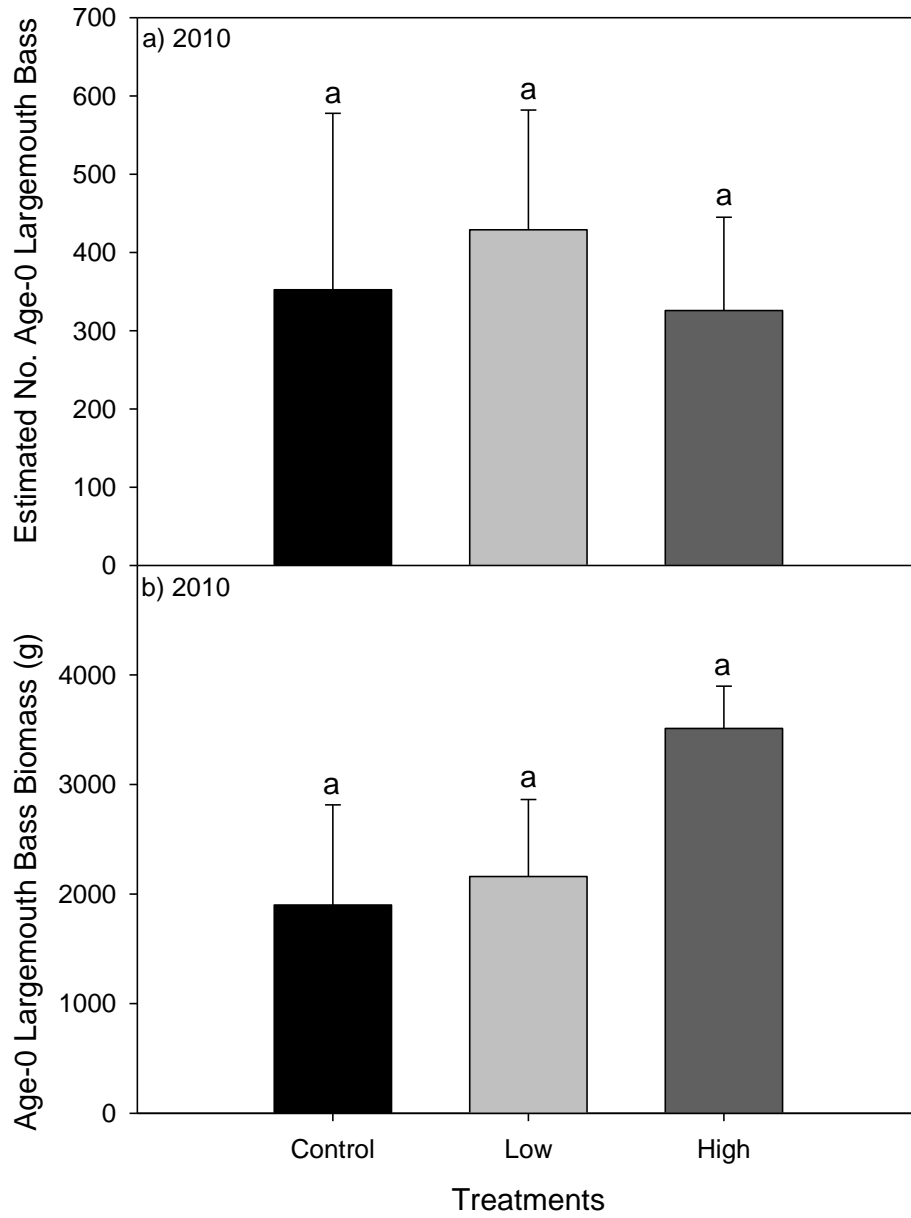 Estimated No. Age-0 Largemouth Bass
700
600
500
400
300
200
100
0
a) 2010
a
a
a
Age-0 Largemouth Bass Biomass (g)
4000
3000
2000
1000
0
b) 2010
a
a
a
Control
Low
High
Treatments